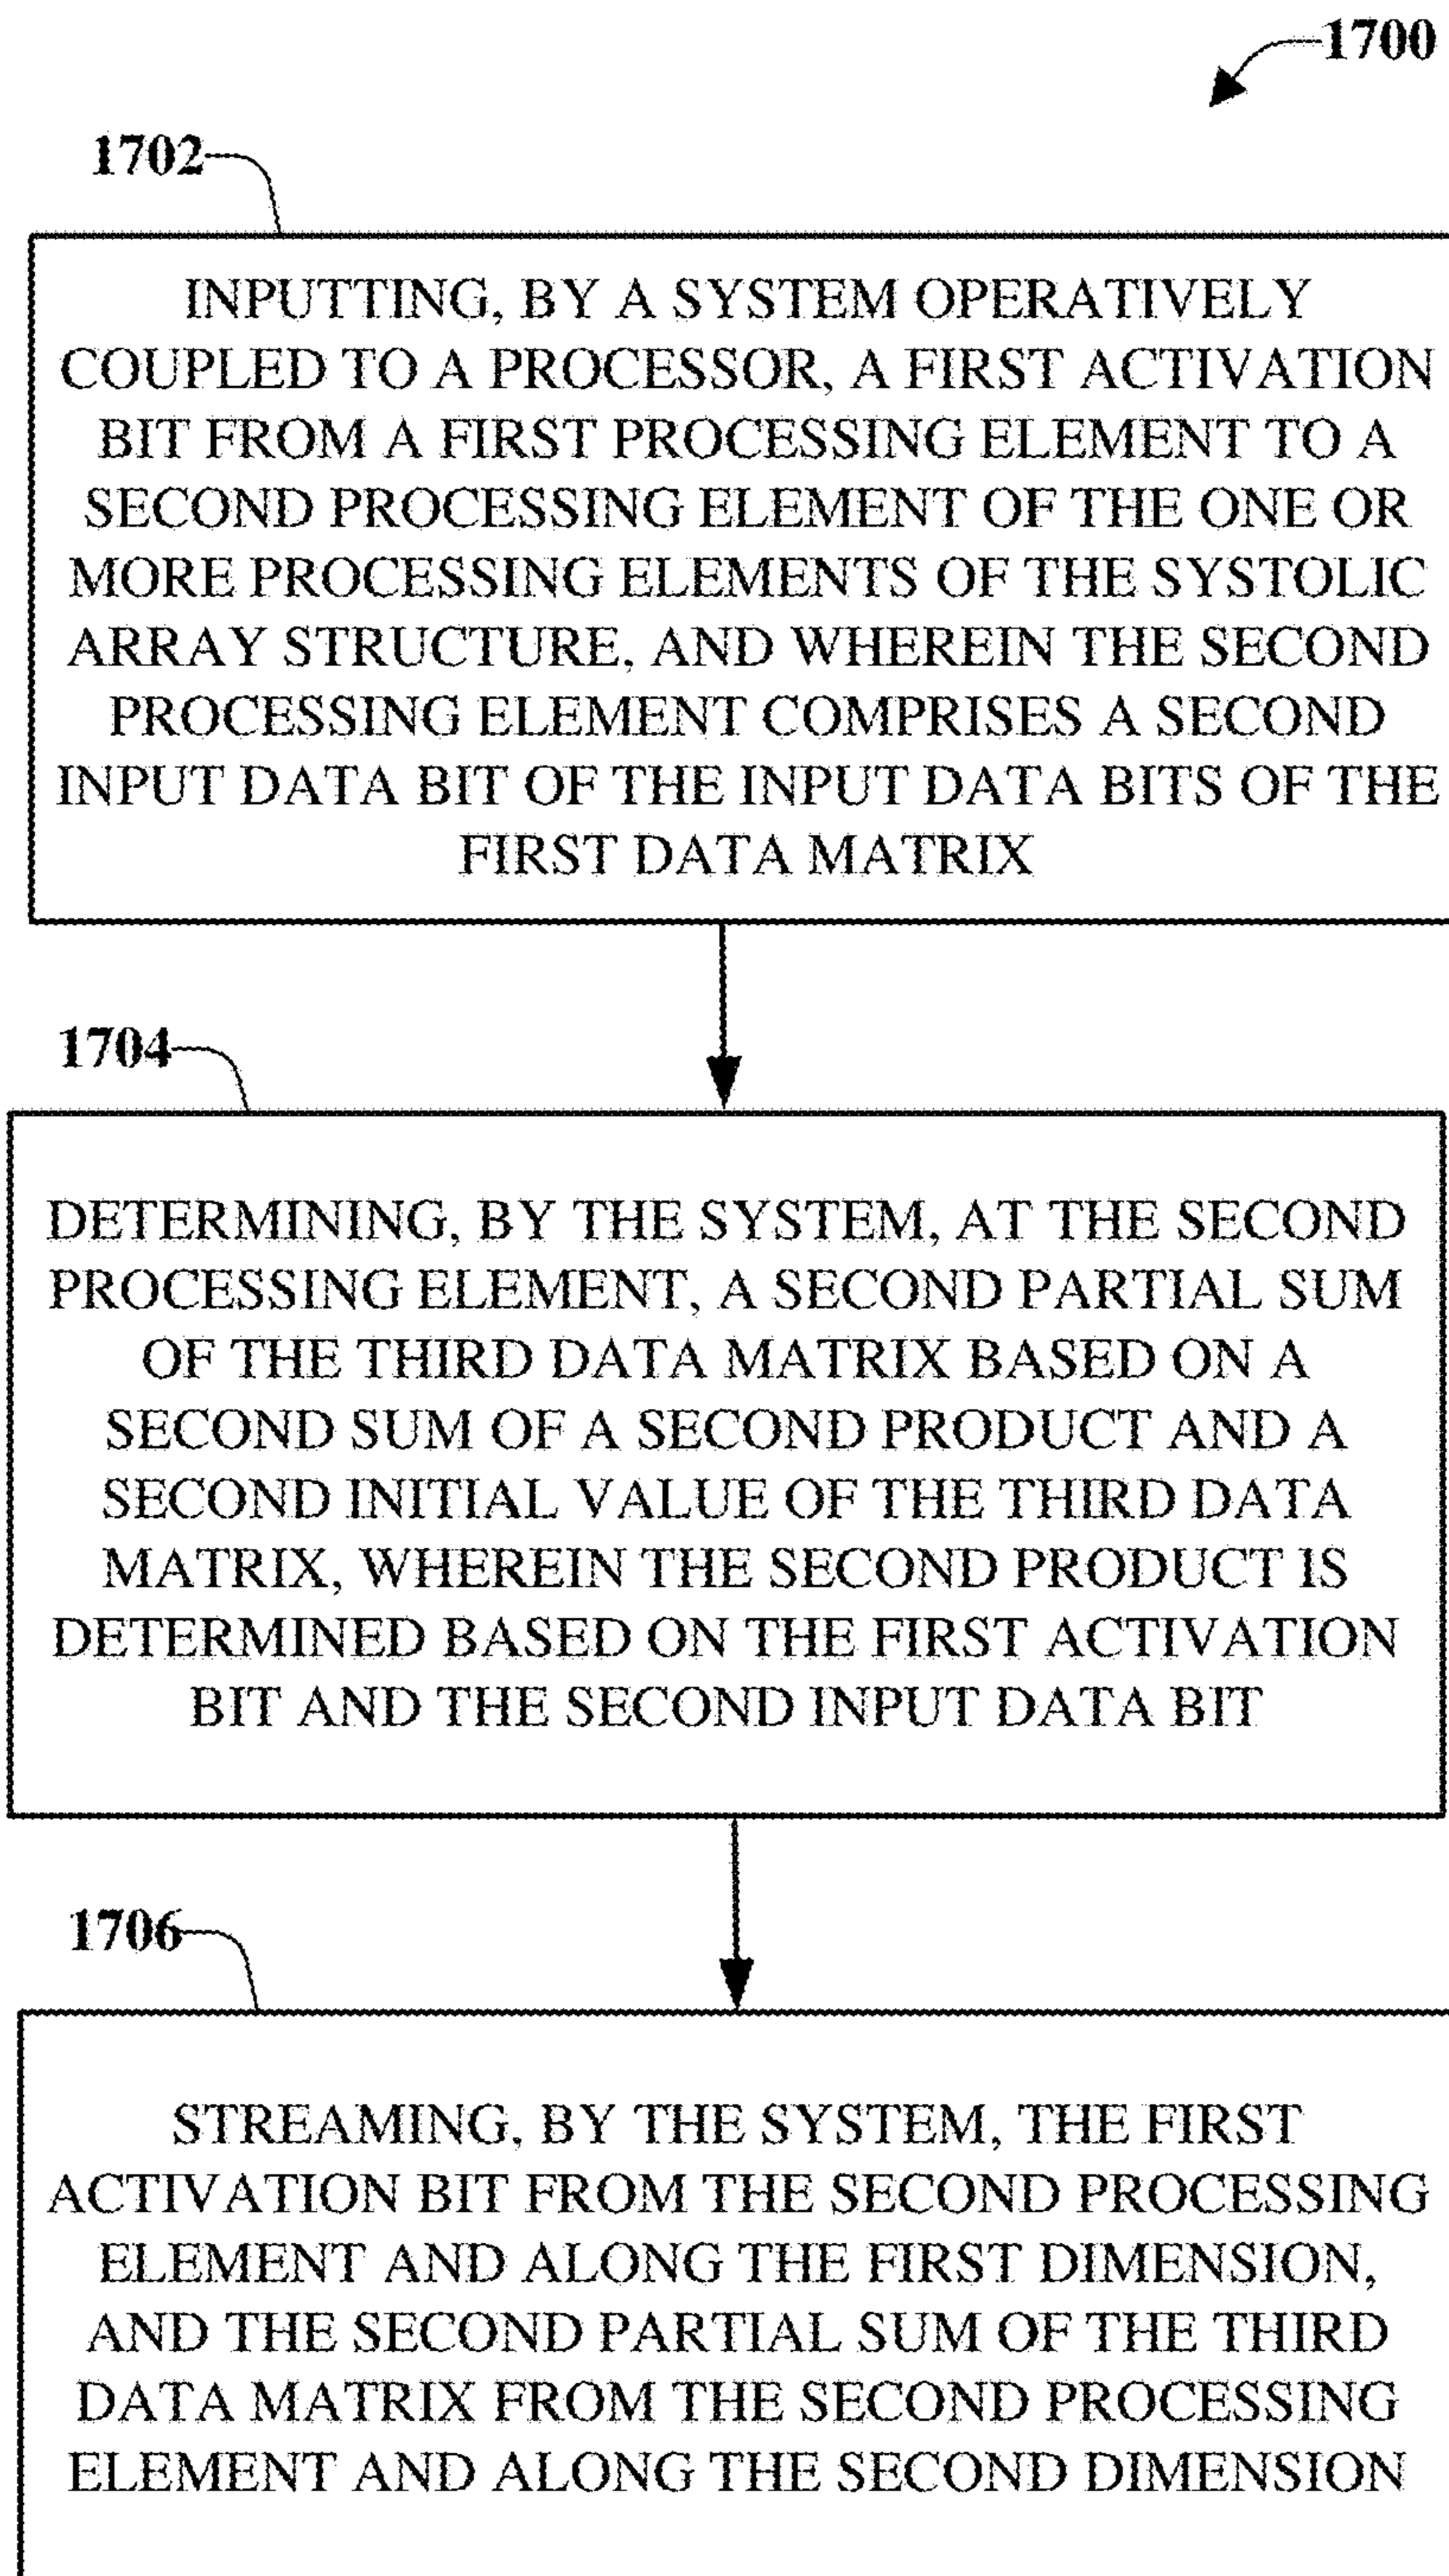 1700
1702
INPUTTING, BY A SYSTEM OPERATIVELY
COUPLED TO A PROCESSOR, A FIRST ACTIVATION
BIT FROM A FIRST PROCESSING ELEMENT TO A
SECOND PROCESSING ELEMENT OF THE ONE OR
MORE PROCESSING ELEMENTS OF THE SYSTOLIC
ARRAY STRUCTURE, AND WHEREIN THE SECOND
PROCESSING ELEMENT COMPRISES A SECOND
INPUT DATA BIT OF THE INPUT DATA BITS OF THE
FIRST DATA MATRIX
1704
DETERMINING, BY THE SYSTEM, AT THE SECOND
PROCESSING ELEMENT, A SECOND PARTIAL SUM
OF THE THIRD DATA MATRIX BASED ON A
SECOND SUM OF A SECOND PRODUCT AND A
SECOND INITIAL VALUE OF THE THIRD DATA
MATRIX, WHEREIN THE SECOND PRODUCT IS
DETERMINED BASED ON THE FIRST ACTIVATION
BIT AND THE SECOND INPUT DATA BIT
1706
STREAMING, BY THE SYSTEM, THE FIRST
ACTIVATION BIT FROM THE SECOND PROCESSING
ELEMENT AND ALONG THE FIRST DIMENSION,
AND THE SECOND PARTIAL SUM OF THE THIRD
DATA MATRIX FROM THE SECOND PROCESSING
ELEMENT AND ALONG THE SECOND DIMENSION